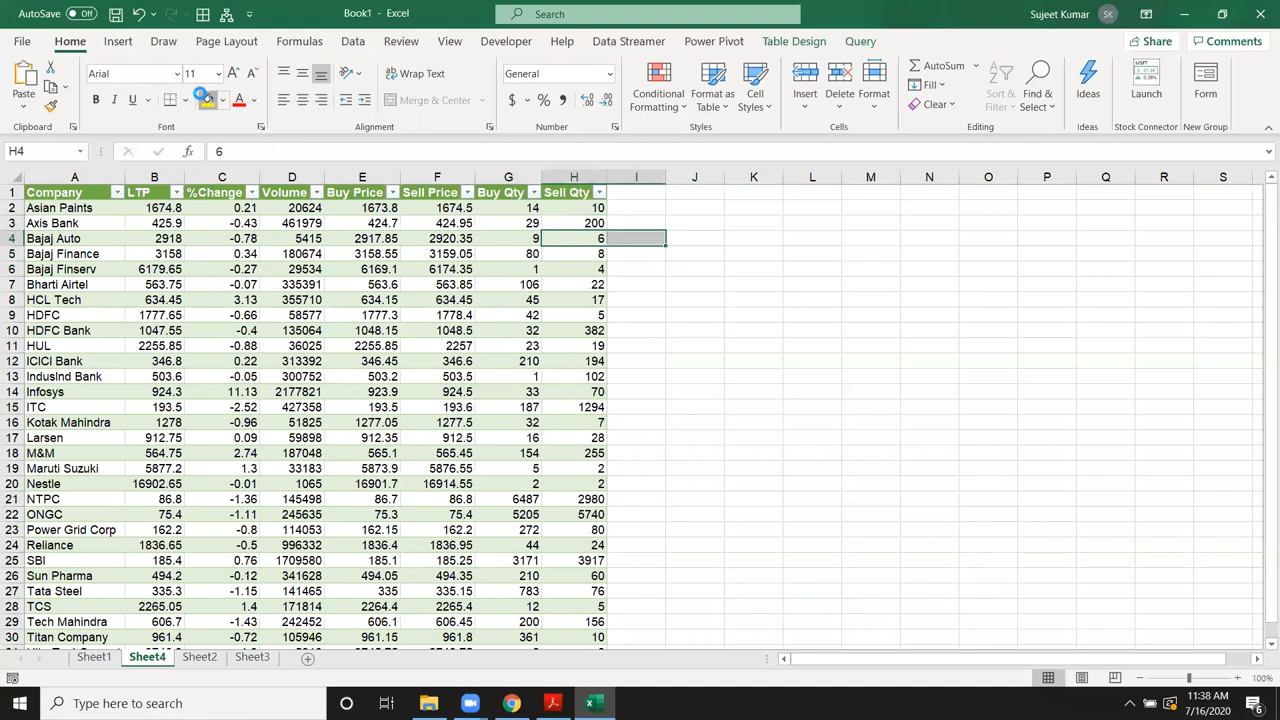 AutoSave Off Book1 - Excel Search Sujeet Kumar SK
File Home Insert Draw Page Layout Formulas Data Review View Developer Help Data Streamer Power Pivot Table Design Query Share Comments
Paste Arial 11 Wrap Text General Conditional Formatting Format as Table Cell Styles Insert Delete Format AutoSum Fill Clear Sort & Filter Find & Select Ideas Launch Form
B I U A Merge & Center $ % ,
Clipboard Font Alignment Number Styles Cells Editing Ideas Stock Connector New Group
H4 fx 6
A B C D E F G H I J K L M N O P Q R S
1 Company LTP %Change Volume Buy Price Sell Price Buy Qty Sell Qty
2 Asian Paints 1674.8 0.21 20624 1673.8 1674.5 14 10
3 Axis Bank 425.9 -0.43 461979 424.7 424.95 29 200
4 Bajaj Auto 2918 -0.78 5415 2917.85 2920.35 9 6
5 Bajaj Finance 3158 0.34 180674 3158.55 3159.05 80 8
6 Bajaj Finserv 6179.65 -0.27 29534 6169.1 6174.35 1 4
7 Bharti Airtel 563.75 -0.07 335391 563.6 563.85 106 22
8 HCL Tech 634.45 3.13 355710 634.15 634.45 45 17
9 HDFC 1777.65 -0.66 58577 1777.3 1778.4 42 5
10 HDFC Bank 1047.55 -0.4 135064 1048.15 1048.5 32 382
11 HUL 2255.85 -0.88 36025 2255.85 2257 23 19
12 ICICI Bank 346.8 0.22 313392 346.45 346.6 210 194
13 IndusInd Bank 503.6 -0.05 300752 503.2 503.5 1 102
14 Infosys 924.3 11.13 2177821 923.9 924.5 33 70
15 ITC 193.5 -2.52 427358 193.5 193.6 187 1294
16 Kotak Mahindra 1278 -0.96 51825 1277.05 1277.5 32 7
17 Larsen 912.75 0.09 59898 912.35 912.5 16 28
18 M&M 564.75 2.74 187048 565.1 565.45 154 255
19 Maruti Suzuki 5877.2 1.3 33183 5873.9 5876.55 5 2
20 Nestle 16902.65 -0.01 1065 16901.7 16914.55 2 2
21 NTPC 86.8 -1.36 145498 86.7 86.8 6487 2980
22 ONGC 75.4 -1.11 245635 75.3 75.4 5205 5740
23 Power Grid Corp 162.2 -0.8 114053 162.15 162.2 272 80
24 Reliance 1836.65 -0.5 996332 1836.4 1836.95 44 24
25 SBI 185.4 0.76 1709580 185.1 185.25 3171 3917
26 Sun Pharma 494.2 -0.12 341628 494.05 494.35 210 60
27 Tata Steel 335.3 -1.15 141465 335 335.15 783 76
28 TCS 2265.05 1.4 171814 2264.4 2265.4 12 5
29 Tech Mahindra 606.7 -1.43 242452 606.1 606.45 200 156
30 Titan Company 961.4 -0.72 105946 961.15 961.8 361 10
Sheet1 Sheet4 Sheet2 Sheet3
100%
Type here to search 11:38 AM
7/16/2020 6